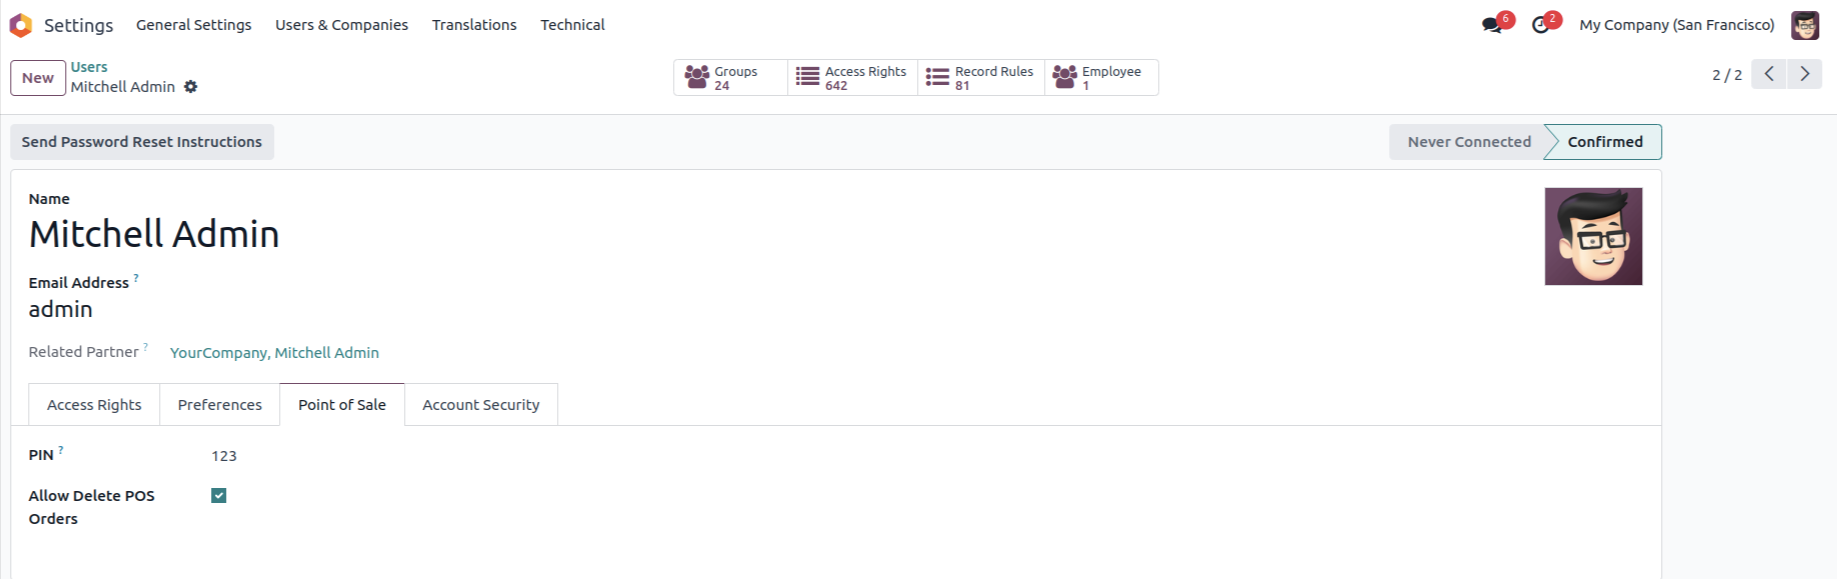 Settings General Settings Users & Companies Translations Technical 6 2 My Company (San Francisco)
New Users
Mitchell Admin
Groups 24 Access Rights 642 Record Rules 81 Employee 1
2 / 2
Send Password Reset Instructions Never Connected Confirmed
Name
Mitchell Admin
Email Address ?
admin
Related Partner ? YourCompany, Mitchell Admin
Access Rights Preferences Point of Sale Account Security
PIN ? 123
Allow Delete POS
Orders